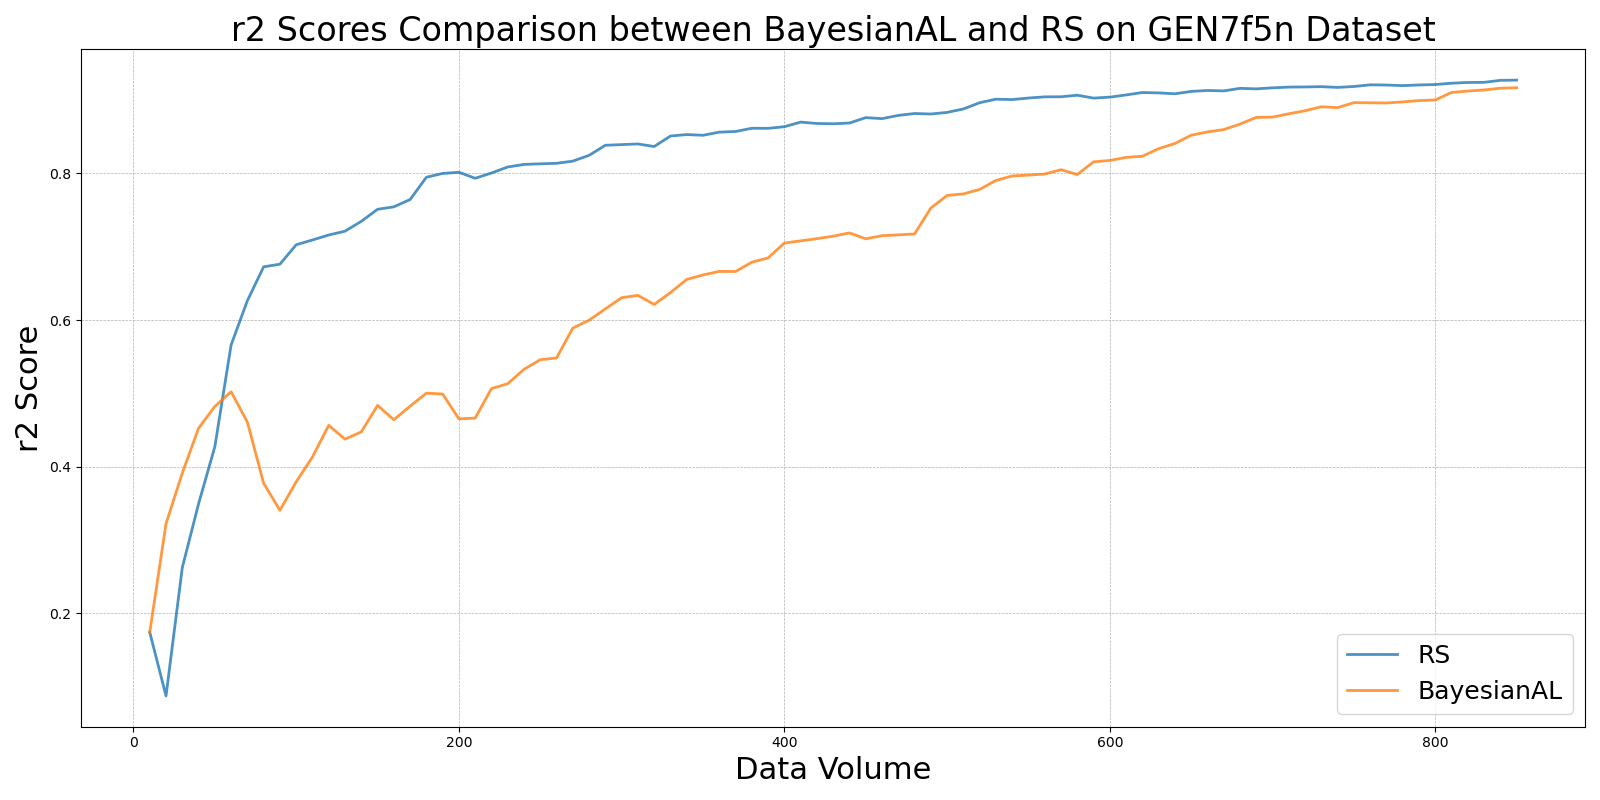 r2 Scores Comparison between BayesianAL and RS on GEN7f5n Dataset
r2 Score
0.8
0.6
0.4
0.2
0
200
400
600
800
Data Volume
RS
BayesianAL